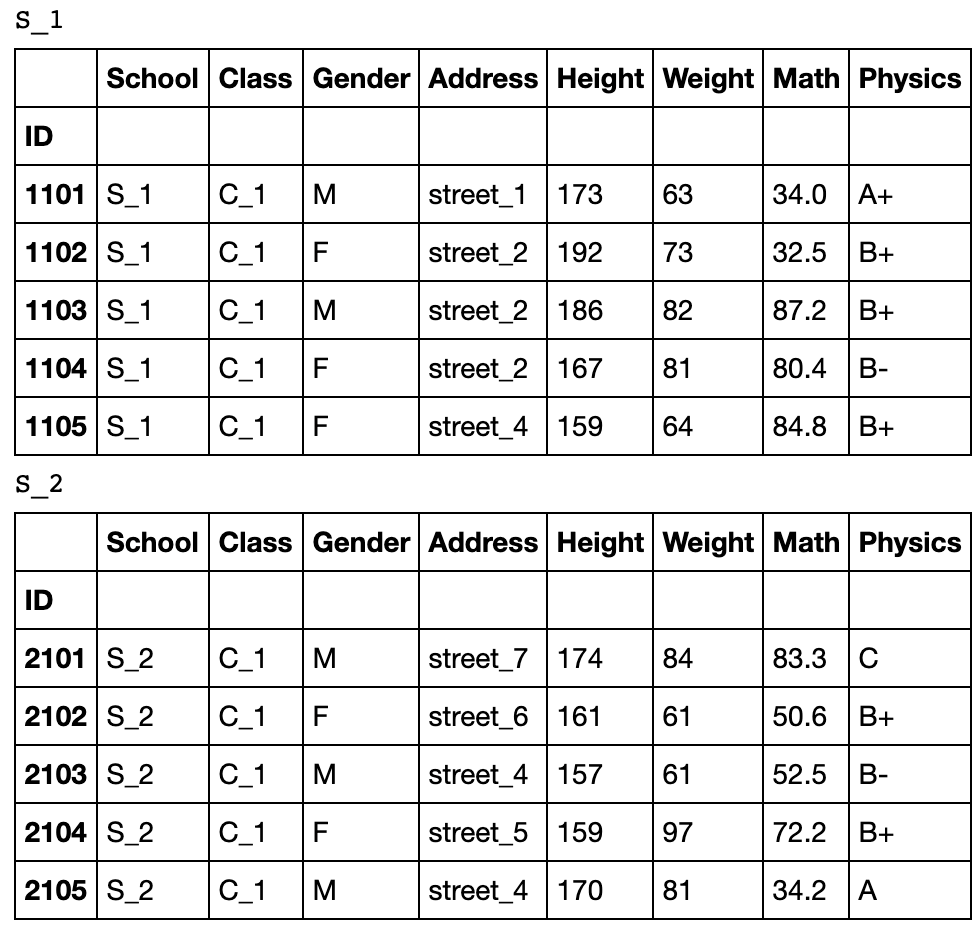 S_1
School Class Gender Address Height Weight Math Physics
ID
1101 S_1 C_1 M street_1 173 63 34.0 A+
1102 S_1 C_1 F street_2 192 73 32.5 B+
1103 S_1 C_1 M street_2 186 82 87.2 B+
1104 S_1 C_1 F street_2 167 81 80.4 B-
1105 S_1 C_1 F street_4 159 64 84.8 B+
S_2
School Class Gender Address Height Weight Math Physics
ID
2101 S_2 C_1 M street_7 174 84 83.3 C
2102 S_2 C_1 F street_6 161 61 50.6 B+
2103 S_2 C_1 M street_4 157 61 52.5 B-
2104 S_2 C_1 F street_5 159 97 72.2 B+
2105 S_2 C_1 M street_4 170 81 34.2 A